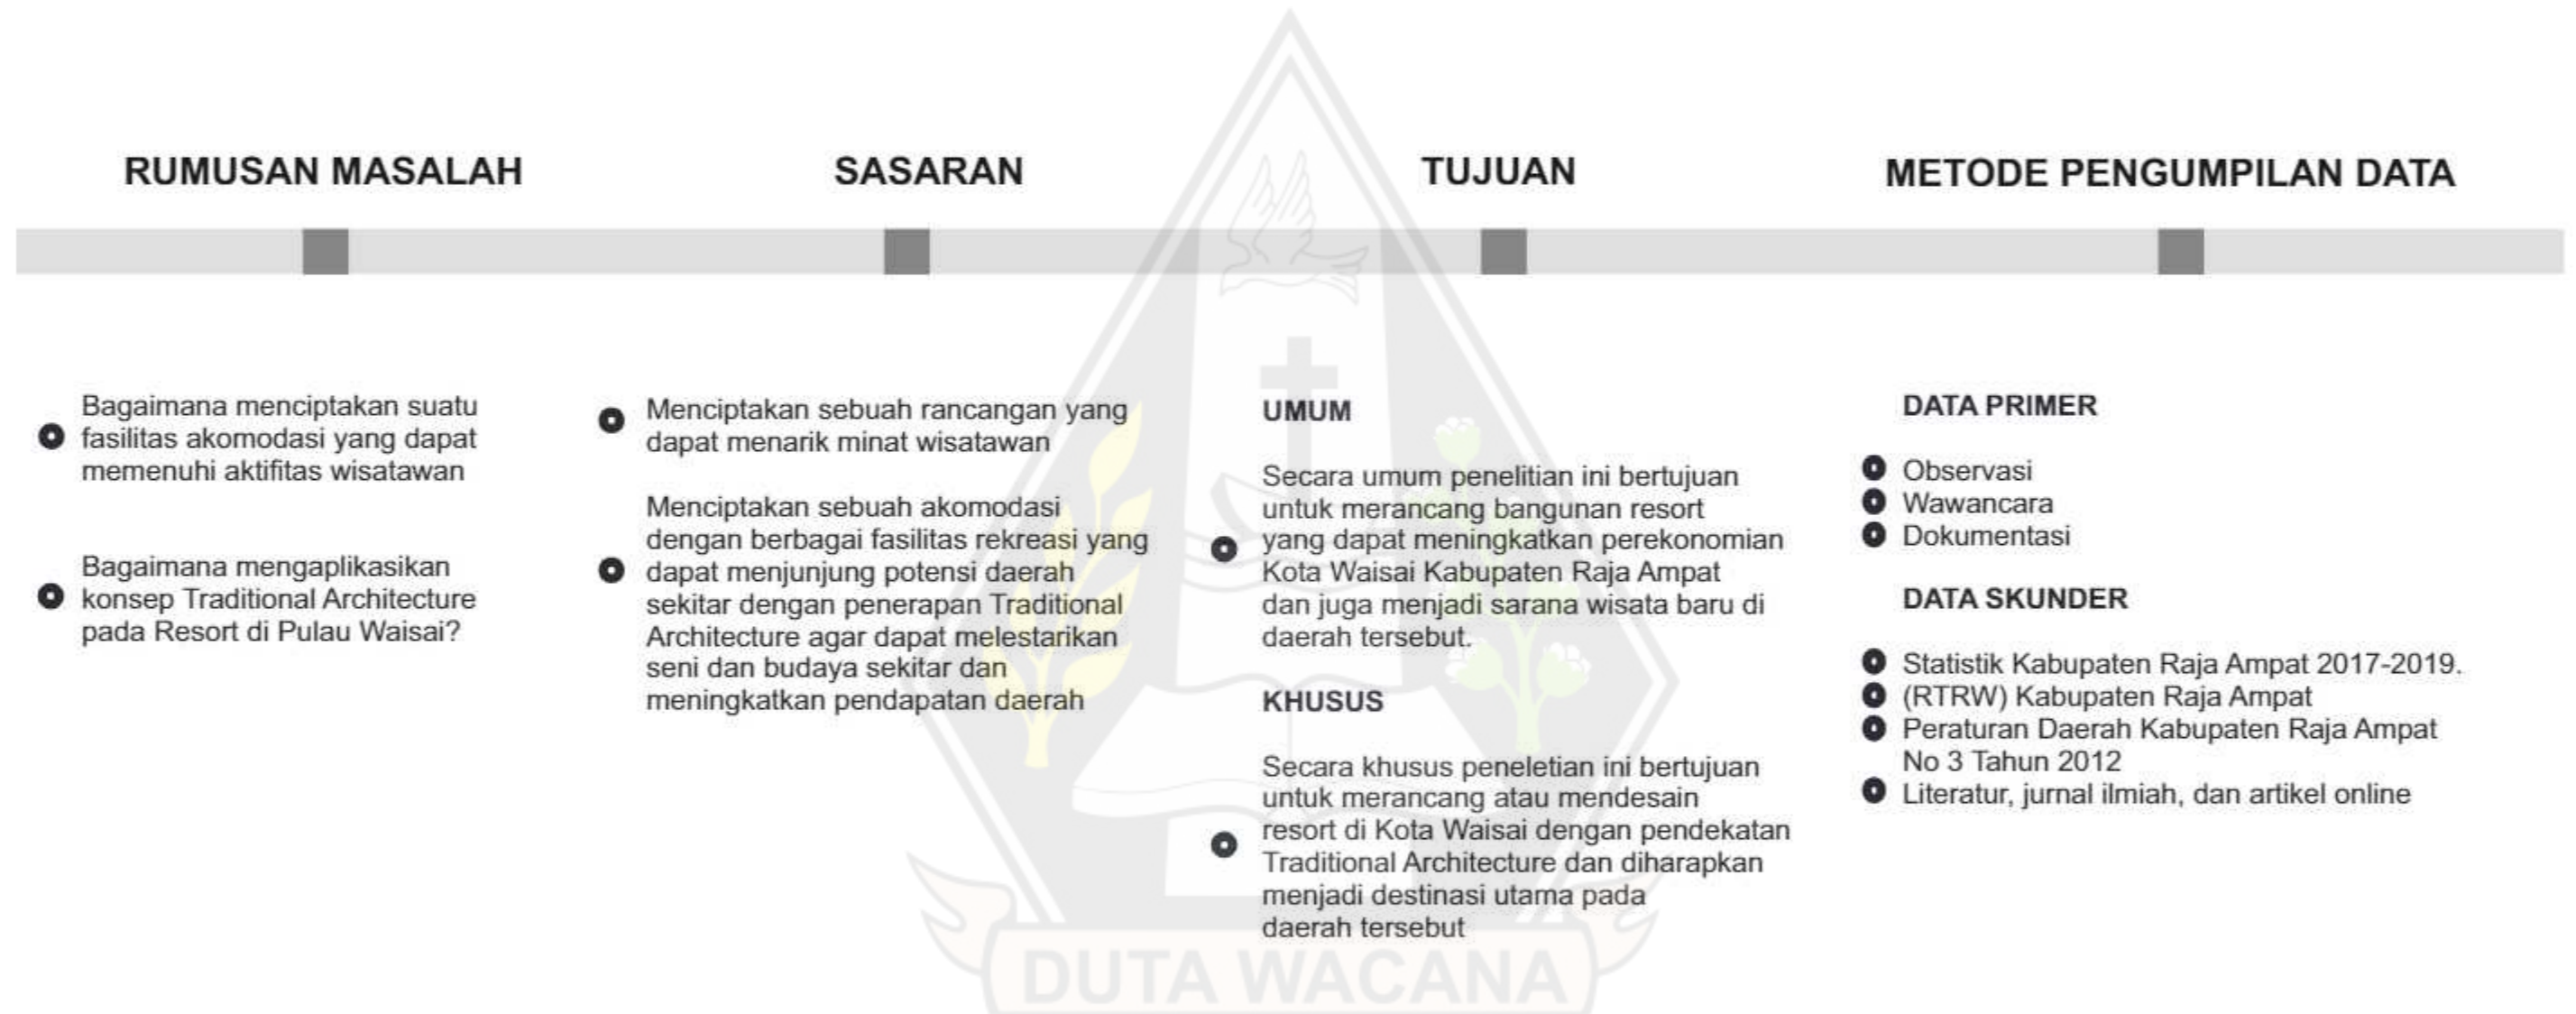 RUMUSAN MASALAH
SASARAN
TUJUAN
METODE PENGUMPILAN DATA
Bagaimana menciptakan suatu
fasilitas akomodasi yang dapat
memenuhi aktifitas wisatawan
Bagaimana mengaplikasikan
konsep Traditional Architecture
pada Resort di Pulau Waisai?
Menciptakan sebuah rancangan yang
dapat menarik minat wisatawan
Menciptakan sebuah akomodasi
dengan berbagai fasilitas rekreasi yang
dapat menjunjung potensi daerah
sekitar dengan penerapan Traditional
Architecture agar dapat melestarikan
seni dan budaya sekitar dan
meningkatkan pendapatan daerah
UMUM
Secara umum penelitian ini bertujuan
untuk merancang bangunan resort
yang dapat meningkatkan perekonomian
Kota Waisai Kabupaten Raja Ampat
dan juga menjadi sarana wisata baru di
daerah tersebut.
KHUSUS
Secara khusus peneletian ini bertujuan
untuk merancang atau mendesain
resort di Kota Waisai dengan pendekatan
Traditional Architecture dan diharapkan
menjadi destinasi utama pada
daerah tersebut
DATA PRIMER
Observasi
Wawancara
Dokumentasi
DATA SKUNDER
Statistik Kabupaten Raja Ampat 2017-2019.
(RTRW) Kabupaten Raja Ampat
Peraturan Daerah Kabupaten Raja Ampat
No 3 Tahun 2012
Literatur, jurnal ilmiah, dan artikel online
DUTA WACANA